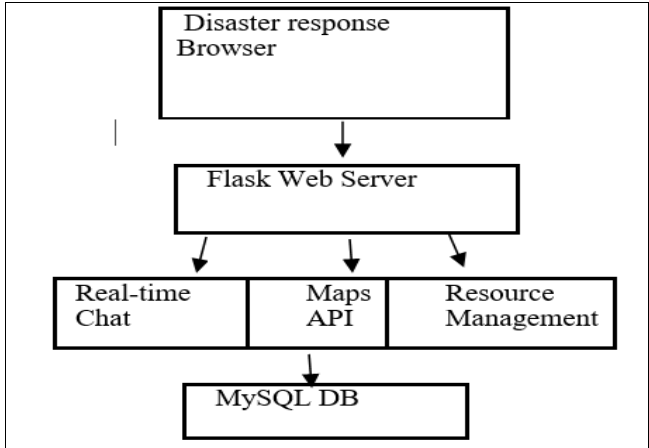 Disaster response
Browser
Flask Web Server
Real-time
Chat
Maps
API
Resource
Management
MySQL DB